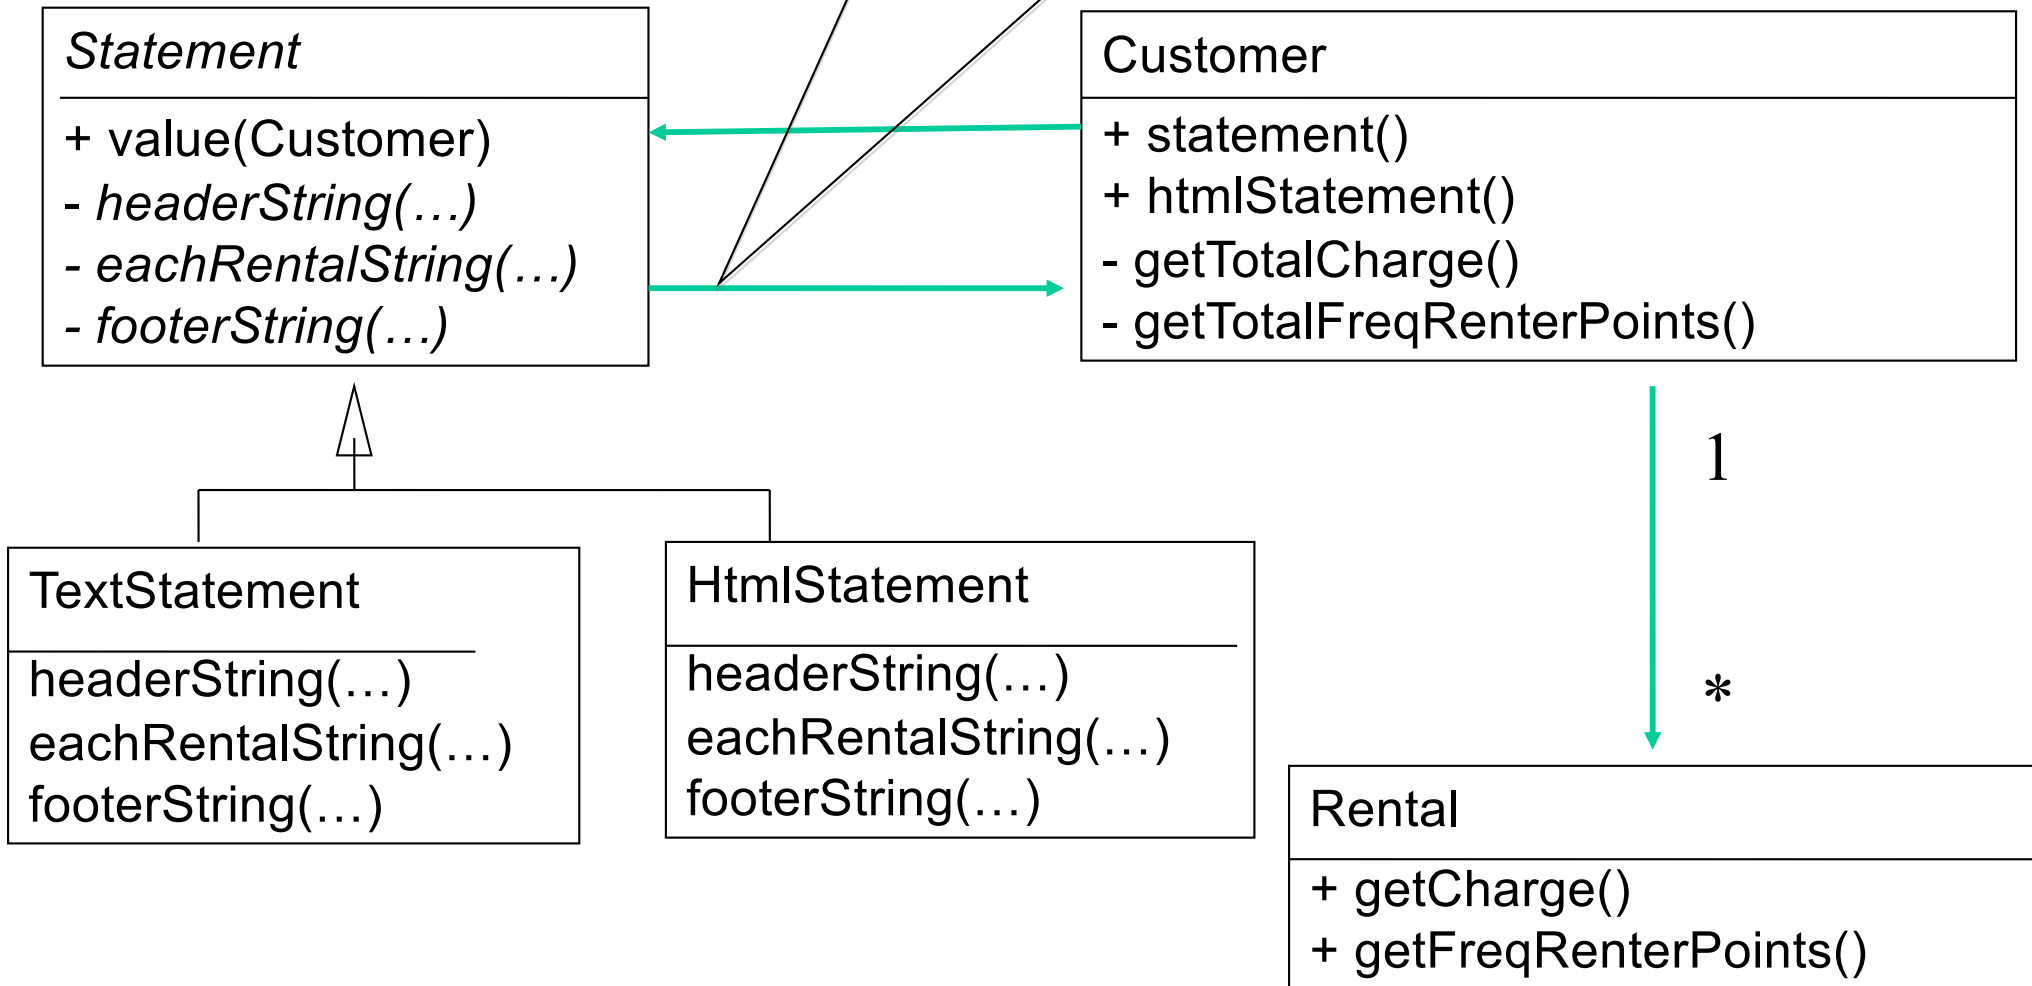 Statement
+ value(Customer)
- headerString(…)
- eachRentalString(…)
- footerString(…)
Customer
+ statement()
+ htmlStatement()
- getTotalCharge()
- getTotalFreqRenterPoints()
1
*
TextStatement
headerString(…)
eachRentalString(…)
footerString(…)
HtmlStatement
headerString(…)
eachRentalString(…)
footerString(…)
Rental
+ getCharge()
+ getFreqRenterPoints()